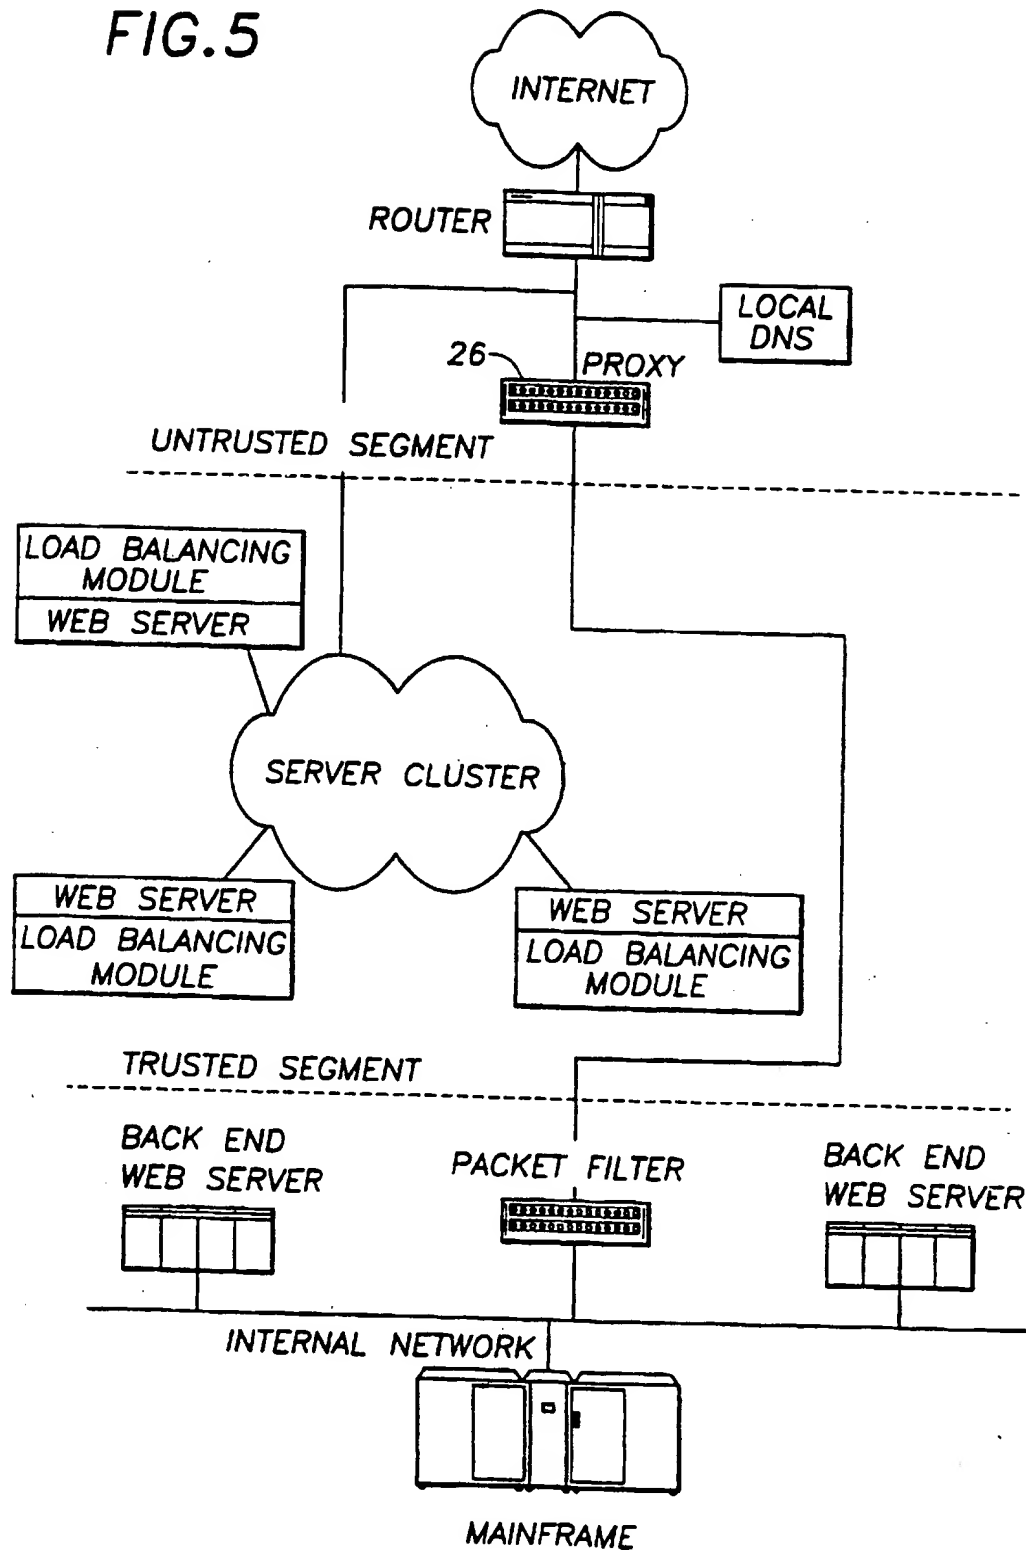 FIG.5
INTERNET
ROUTER
LOCAL
DNS
26
PROXY
UNTRUSTED SEGMENT
LOAD BALANCING
MODULE
WEB SERVER
SERVER CLUSTER
WEB SERVER
LOAD BALANCING
MODULE
WEB SERVER
LOAD BALANCING
MODULE
TRUSTED SEGMENT
BACK END
WEB SERVER
PACKET FILTER
BACK END
WEB SERVER
INTERNAL NETWORK
MAINFRAME